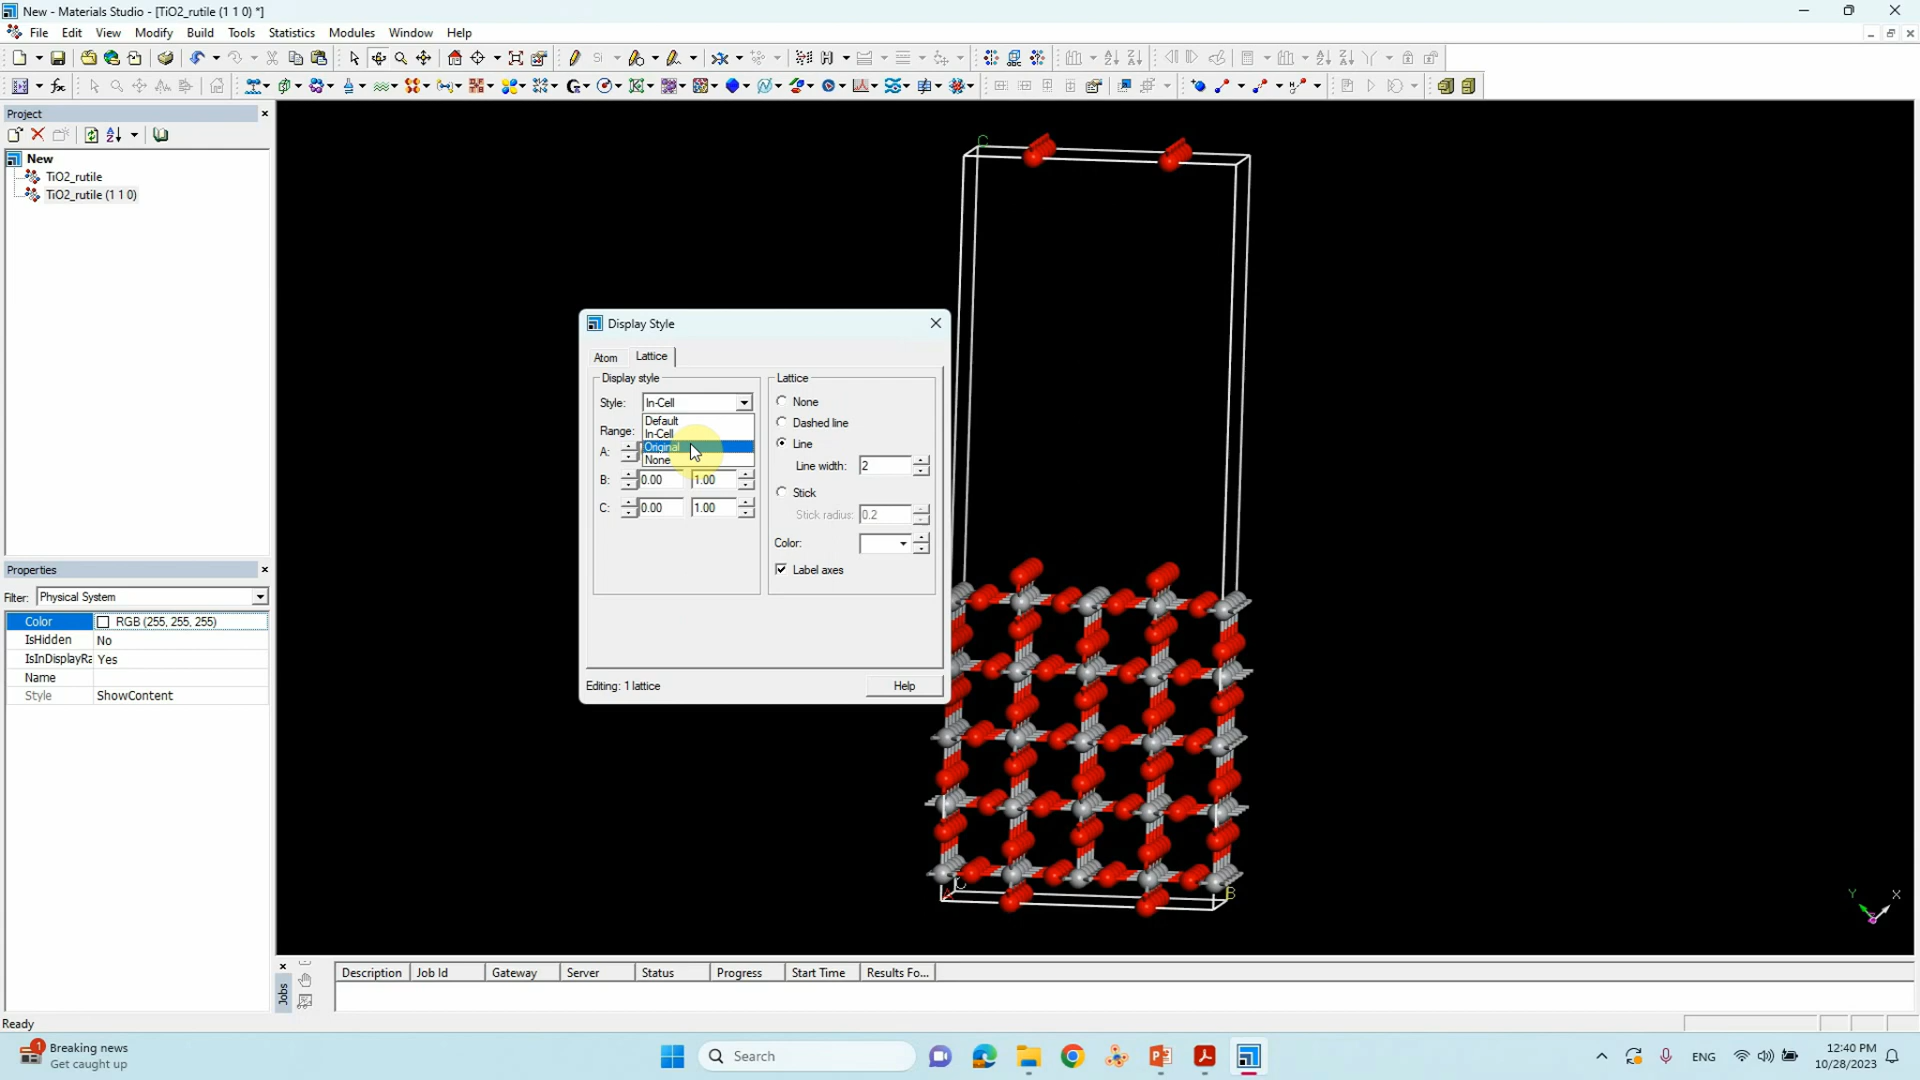 New - Materials Studio - [TiO2_rutile (1 1 0) *]
File Edit View Modify Build Tools Statistics Modules Window Help
Project
New
TiO2_rutile
TiO2_rutile (1 1 0)
Properties
Filter: Physical System
Color RGB (255, 255, 255)
IsHidden No
IsInDisplayRa Yes
Name
Style ShowContent
C
Display Style
Atom Lattice
Display style
Style: In-Cell
Default
In-Cell
Original
None
Range:
A:
B: 0.00 1.00
C: 0.00 1.00
Lattice
None
Dashed line
Line
Line width: 2
Stick
Stick radius: 0.2
Color:
Label axes
Editing: 1 lattice
Help
A
O
B
Y X
Z
Jobs
Description Job Id Gateway Server Status Progress Start Time Results Fo...
Ready
1
Breaking news
Get caught up
Search
ENG
12:40 PM
10/28/2023